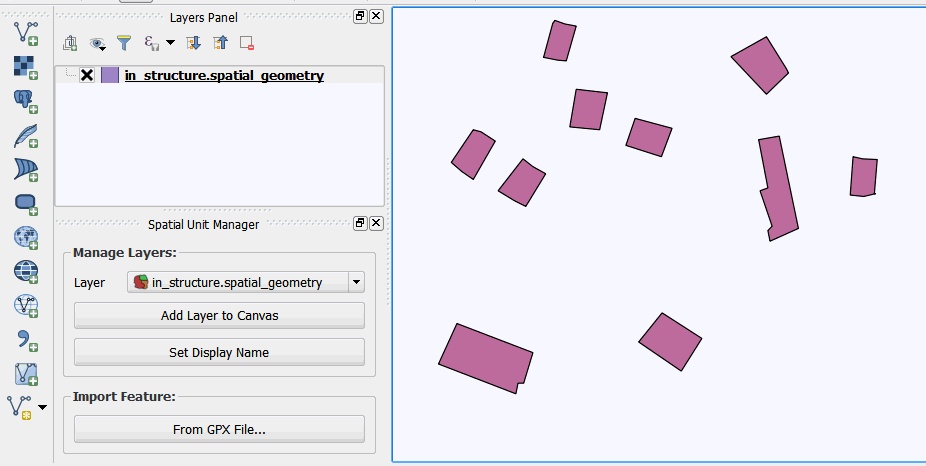 Layers Panel
in_structure.spatial_geometry
Spatial Unit Manager
Manage Layers:
Layer
in_structure.spatial_geometry
Add Layer to Canvas
Set Display Name
Import Feature:
From GPX File...